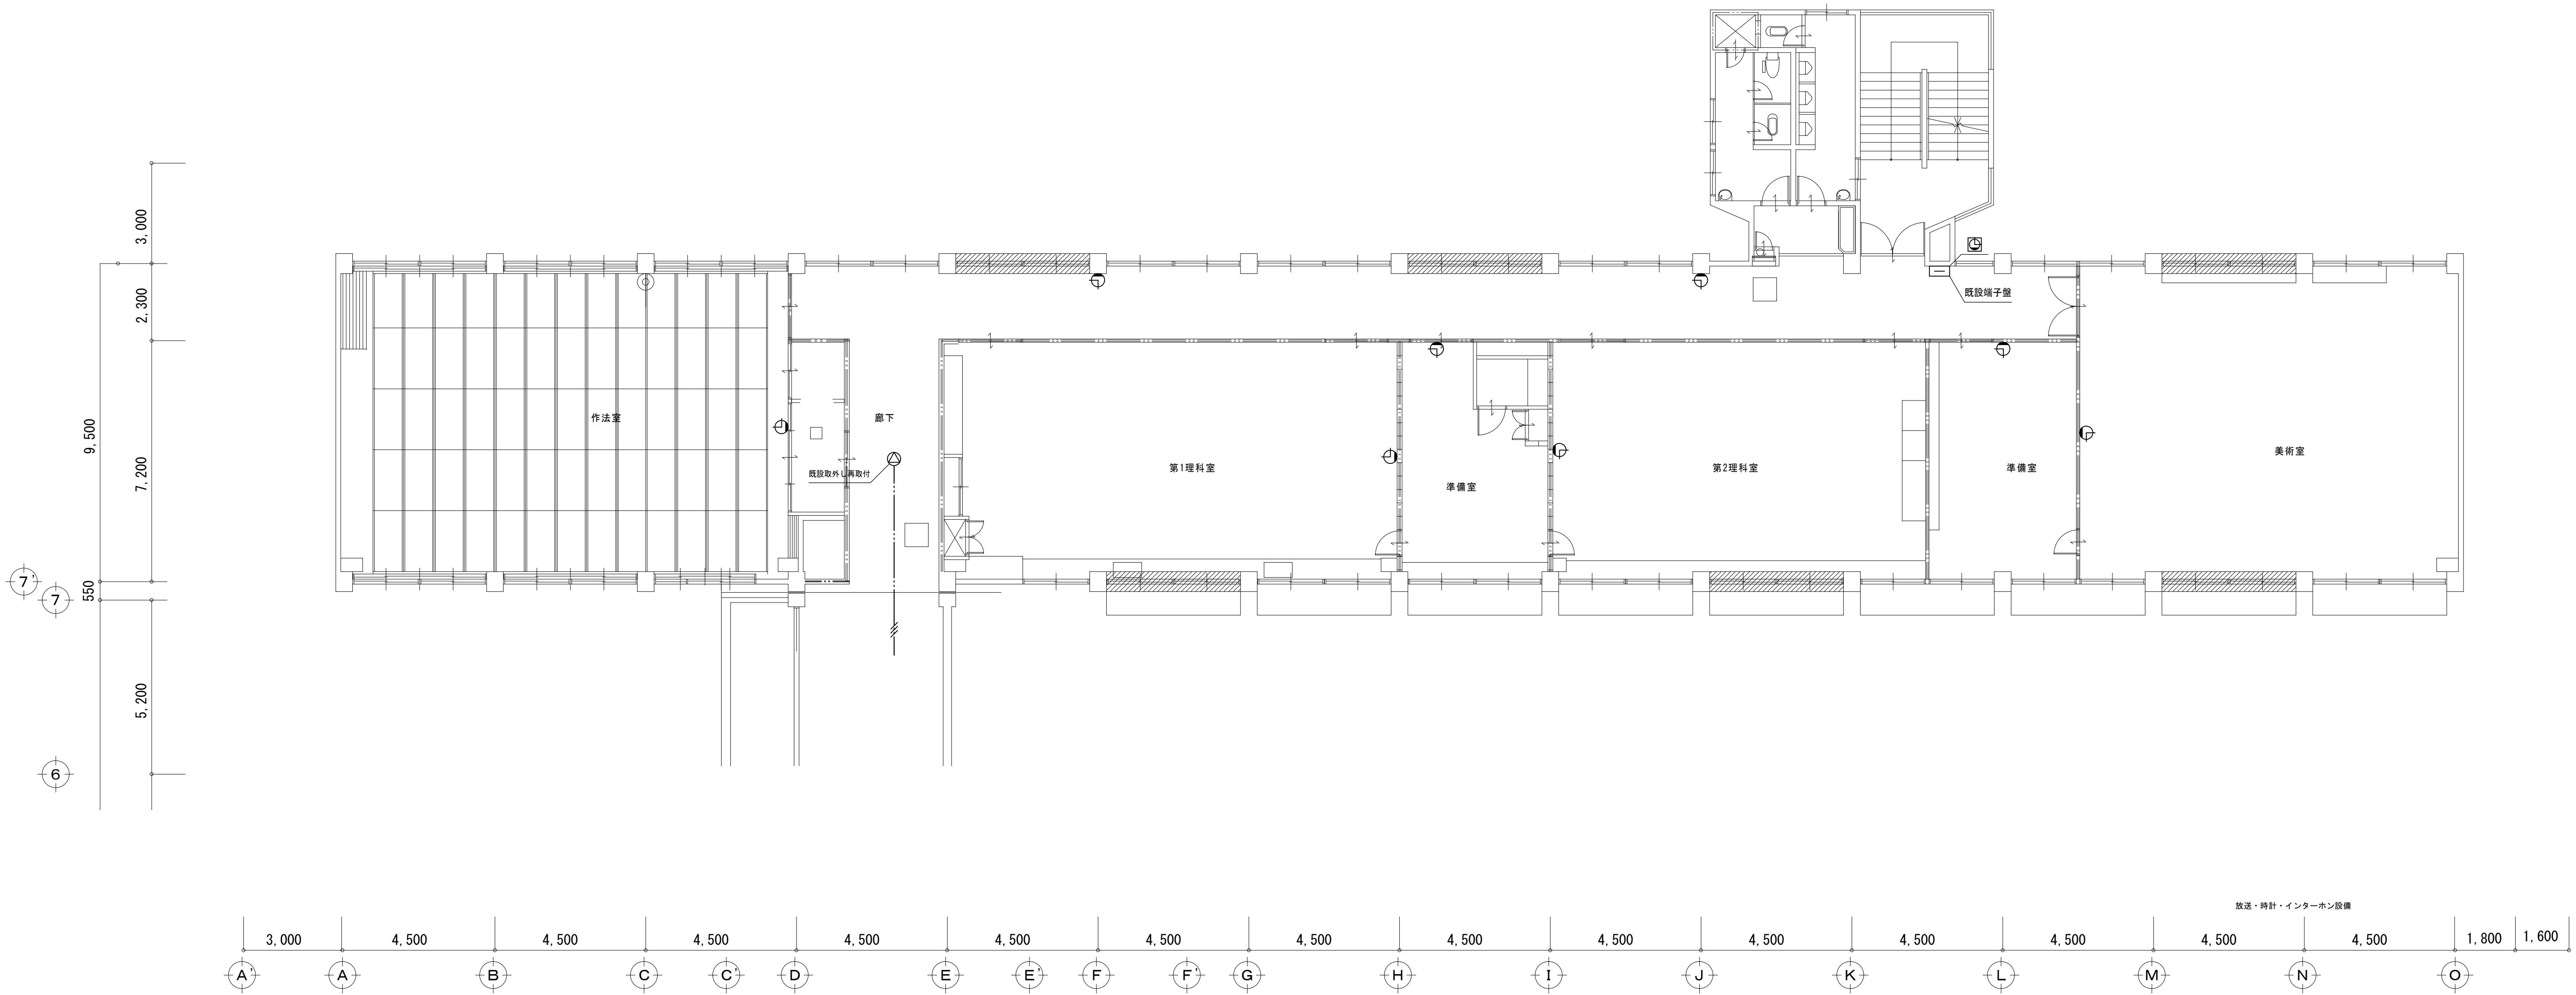 3,000
2,300
9,500
7,200
550
5,200
7'
7
6
既設端子盤
作法室
廊下
既設取外し再取付
第1理科室
準備室
第2理科室
準備室
美術室
放送・時計・インターホン設備
3,000 4,500 4,500 4,500 4,500 4,500 4,500 4,500 4,500 4,500 4,500 4,500 4,500 4,500 4,500 1,800 1,600
A' A B C C' D E E' F F' G H I J K L M N O